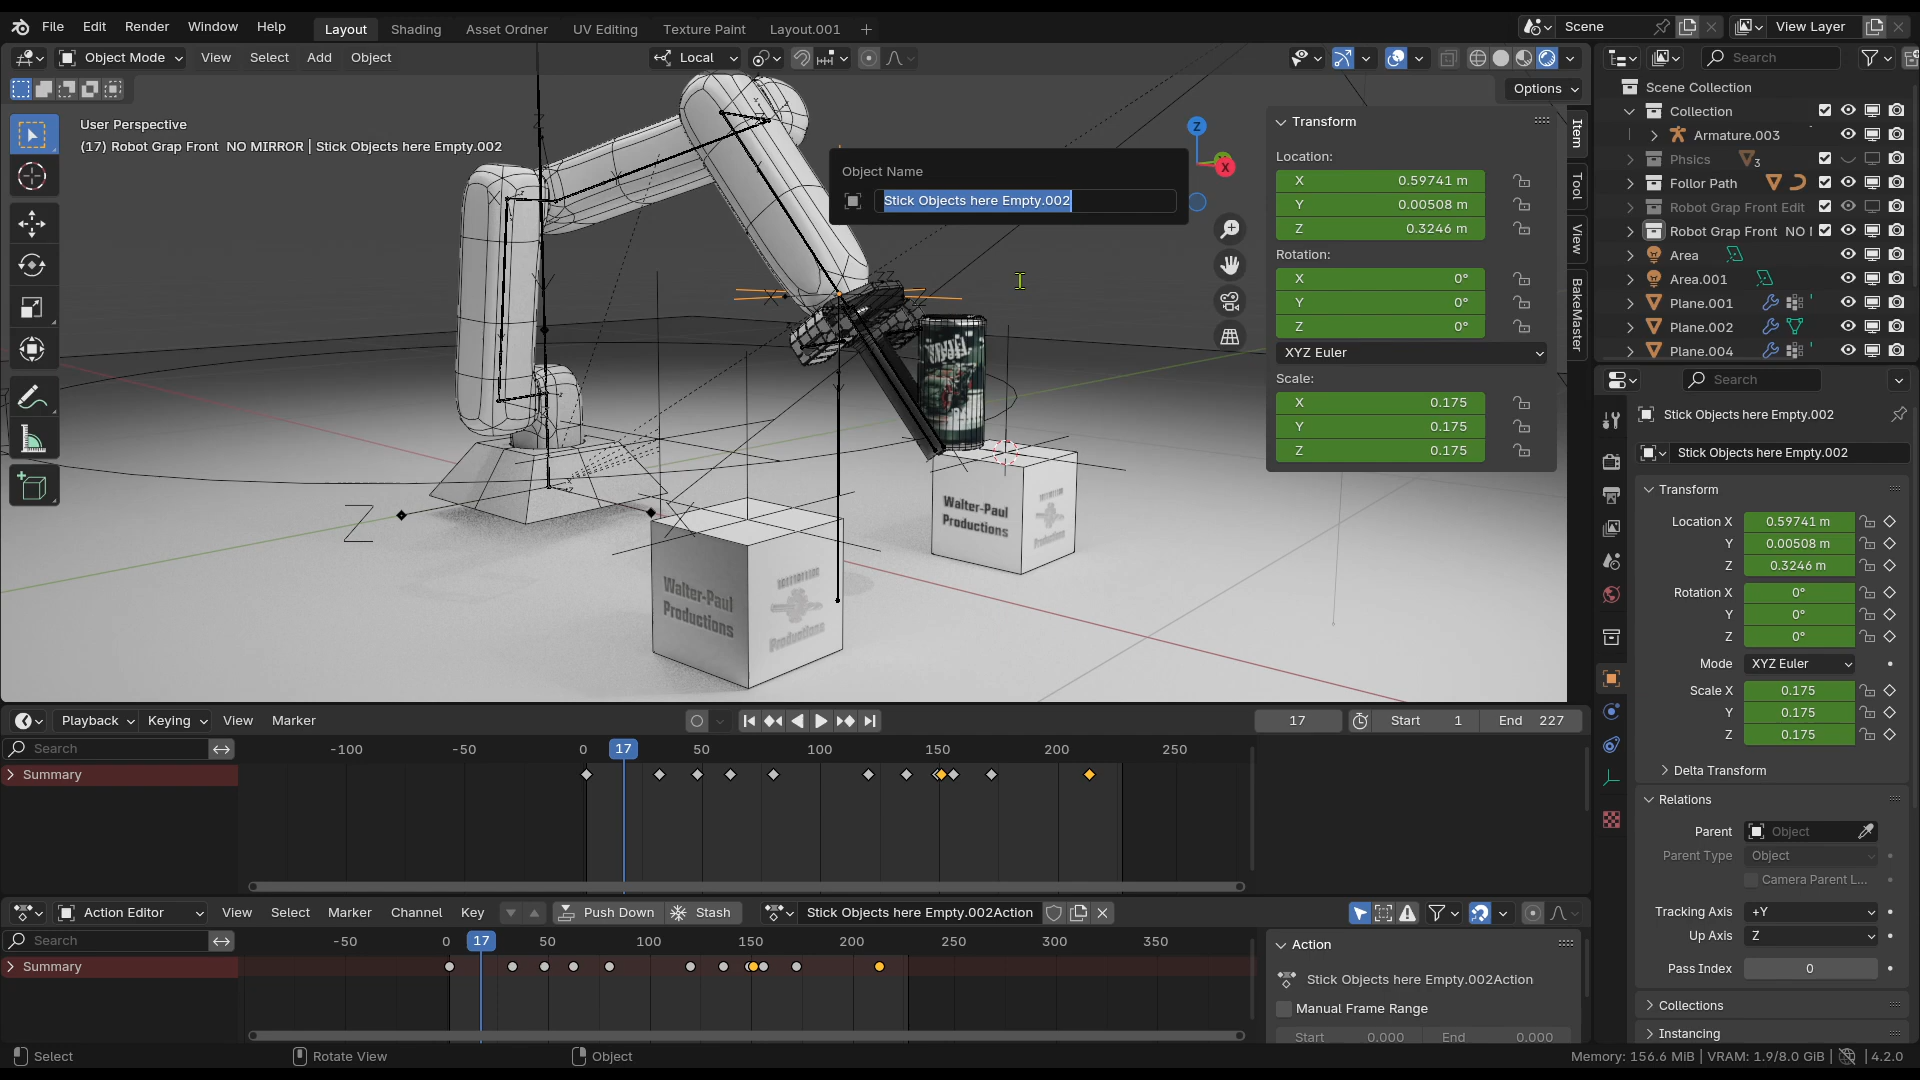 File Edit Render Window Help Layout Shading Asset Ordner UV Editing Texture Paint Layout.001 + Scene View Layer
Object Mode View Select Add Object Local Search
Options
User Perspective
(17) Robot Grap Front NO MIRROR | Stick Objects here Empty.002
Z
X
Object Name
Stick Objects here Empty.002
Transform
Location:
X 0.59741 m
Y 0.00508 m
Z 0.3246 m
Rotation:
X 0°
Y 0°
Z 0°
XYZ Euler
Scale:
X 0.175
Y 0.175
Z 0.175
Item
Tool
View
BakeMaster
Scene Collection
Collection
Armature.003
Phsics 3
Follor Path
Robot Grap Front Edit
Robot Grap Front NO
Area
Area.001
Plane.001
Plane.002
Plane.004
Z
Walter-Paul
Productions
Walter-Paul
Productions
Productions
Search
Stick Objects here Empty.002
Stick Objects here Empty.002
Transform
Location X 0.59741 m
Y 0.00508 m
Z 0.3246 m
Rotation X 0°
Y 0°
Z 0°
Mode XYZ Euler
Scale X 0.175
Y 0.175
Z 0.175
Delta Transform
Relations
Parent Object
Parent Type Object
Camera Parent L...
Tracking Axis +Y
Up Axis Z
Pass Index 0
Collections
Instancing
Playback Keying View Marker 17 Start 1 End 227
Search -100 -50 0 17 50 100 150 200 250
Summary
Action Editor View Select Marker Channel Key Push Down Stash Stick Objects here Empty.002Action
Search -50 0 17 50 100 150 200 250 300 350
Summary
Action
Stick Objects here Empty.002Action
Manual Frame Range
Start 0.000 End 0.000
Select Rotate View Object Memory: 156.6 MiB | VRAM: 1.9/8.0 GiB | 4.2.0